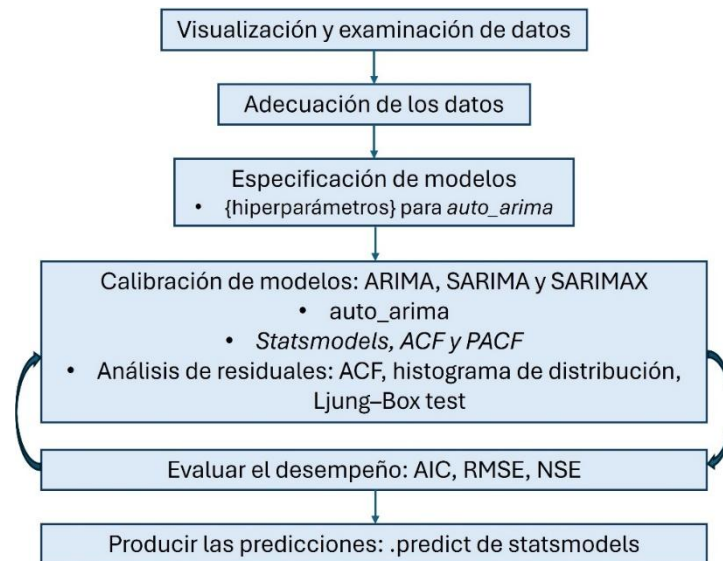 Visualización y examinación de datos
Adecuación de los datos
Especificación de modelos
• {hiperparámetros} para auto_arima
Calibración de modelos: ARIMA, SARIMA y SARIMAX
• auto_arima
• Statsmodels, ACF y PACF
• Análisis de residuales: ACF, histograma de distribución,
Ljung–Box test
Evaluar el desempeño: AIC, RMSE, NSE
Producir las predicciones: .predict de statsmodels